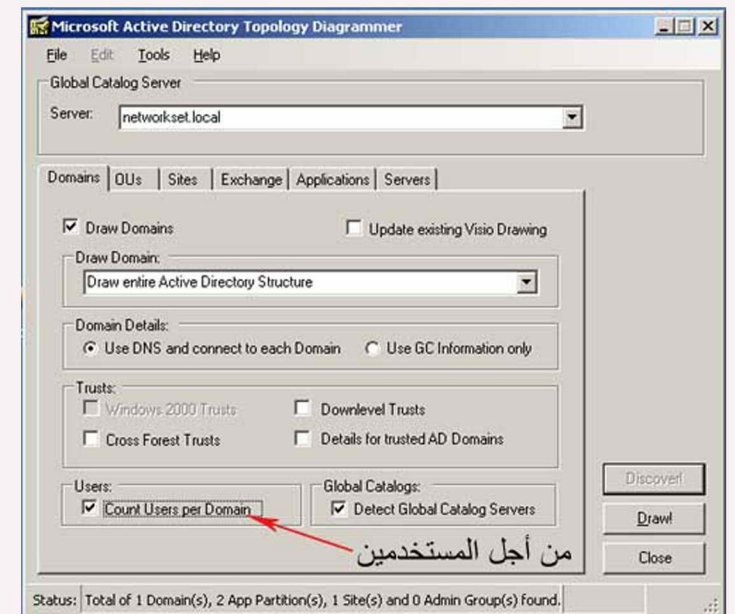 Microsoft Active Directory Topology Diagrammer
File Edit Tools Help
Global Catalog Server
Server: networkset.local
Domains OUs Sites Exchange Applications Servers
Draw Domains Update existing Visio Drawing
Draw Domain:
Draw entire Active Directory Structure
Domain Details:
Use DNS and connect to each Domain Use GC Information only
Trusts:
Windows 2000 Trusts Downlevel Trusts
Cross Forest Trusts Details for trusted AD Domains
Users: Global Catalogs:
Count Users per Domain Detect Global Catalog Servers
Discover!
Draw!
من أجل المستخدمين
Close
Status: Total of 1 Domain(s), 2 App Partition(s), 1 Site(s) and 0 Admin Group(s) found.